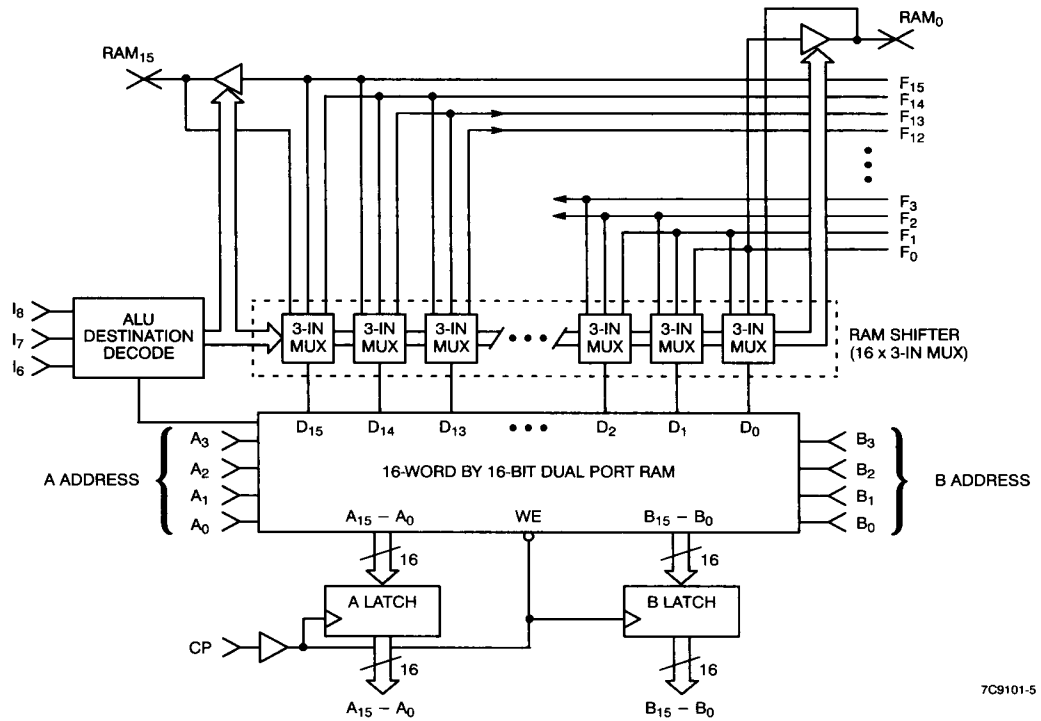 RAM₀
RAM₁₅
F₁₅
F₁₄
F₁₃
F₁₂
F₃
F₂
F₁
F₀
I₈
I₇
I₆
ALU
DESTINATION
DECODE
3-IN
MUX
3-IN
MUX
3-IN
MUX
3-IN
MUX
3-IN
MUX
3-IN
MUX
RAM SHIFTER
(16 x 3-IN MUX)
D₁₅ D₁₄ D₁₃ D₂ D₁ D₀
A ADDRESS
A₃
A₂
A₁
A₀
16-WORD BY 16-BIT DUAL PORT RAM
B₃
B₂
B₁
B₀
B ADDRESS
A₁₅ – A₀ WE B₁₅ – B₀
16 16
A LATCH B LATCH
CP
16 16
A₁₅ – A₀ B₁₅ – B₀
7C9101-5